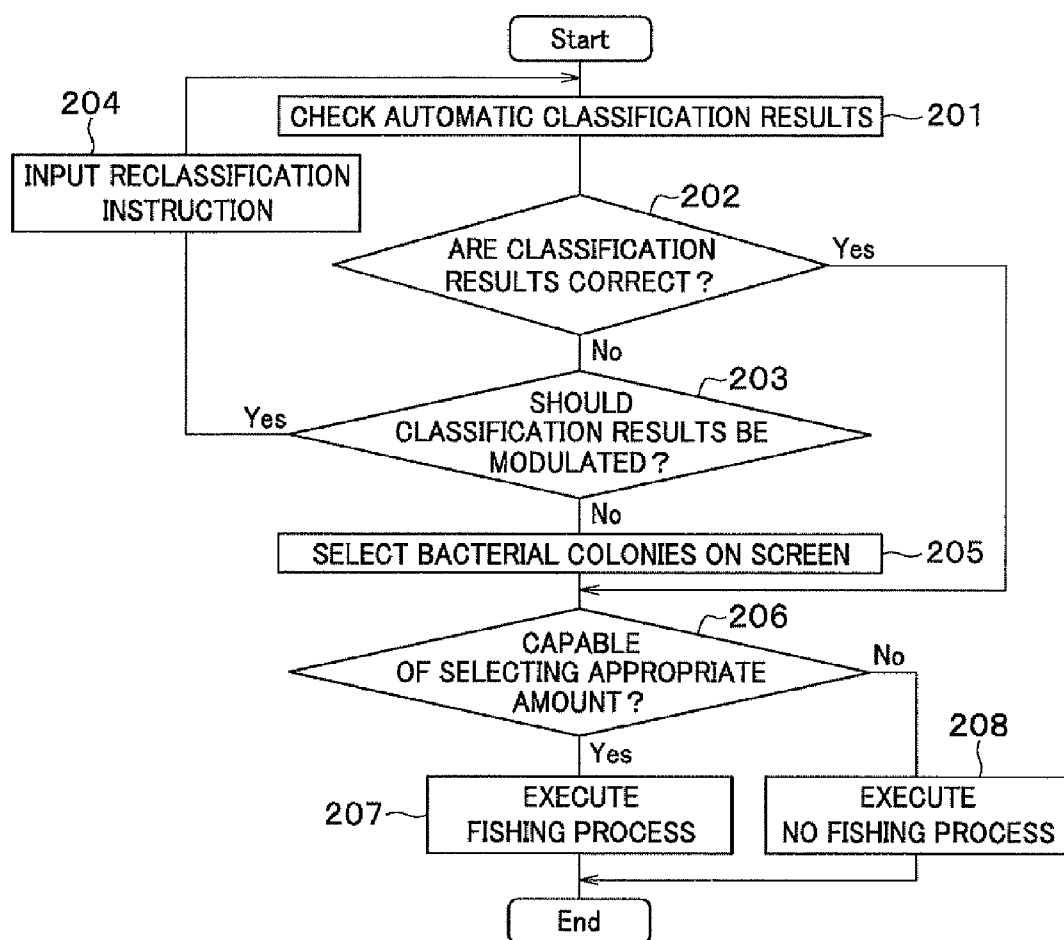 Start
204
CHECK AUTOMATIC CLASSIFICATION RESULTS
201
INPUT RECLASSIFICATION
INSTRUCTION
202
ARE CLASSIFICATION
RESULTS CORRECT?
Yes
No
203
Yes
SHOULD
CLASSIFICATION RESULTS BE
MODULATED?
No
SELECT BACTERIAL COLONIES ON SCREEN
205
206
CAPABLE
OF SELECTING APPROPRIATE
AMOUNT?
No
Yes
208
207
EXECUTE
FISHING PROCESS
EXECUTE
NO FISHING PROCESS
End